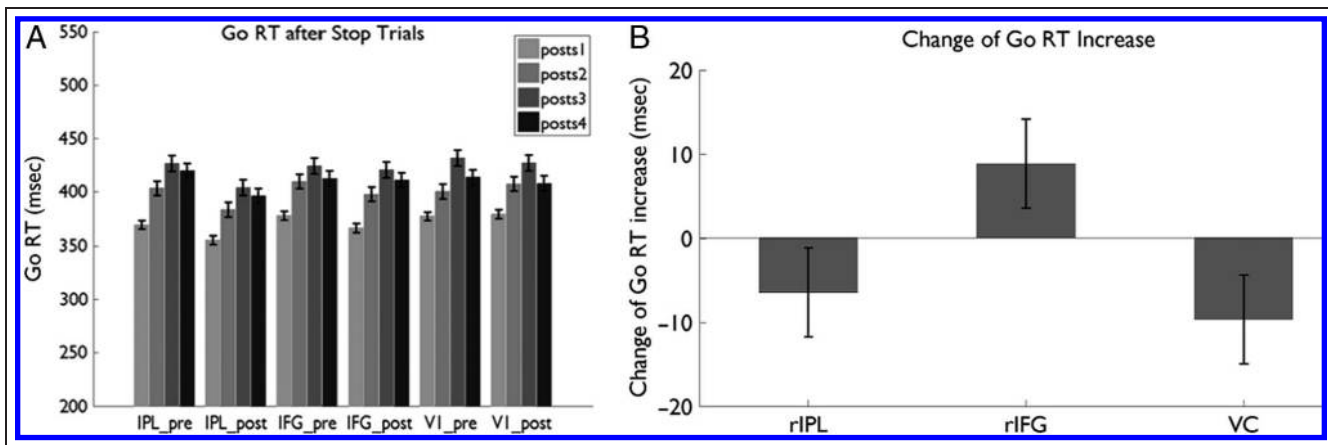 A
Go RT after Stop Trials
550
500
450
400
350
300
250
200
Go RT (msec)
posts1
posts2
posts3
posts4
IPL_pre IPL_post IFG_pre IFG_post V1_pre V1_post
B
Change of Go RT Increase
20
10
0
−10
−20
Change of Go RT increase (msec)
rIPL rIFG VC